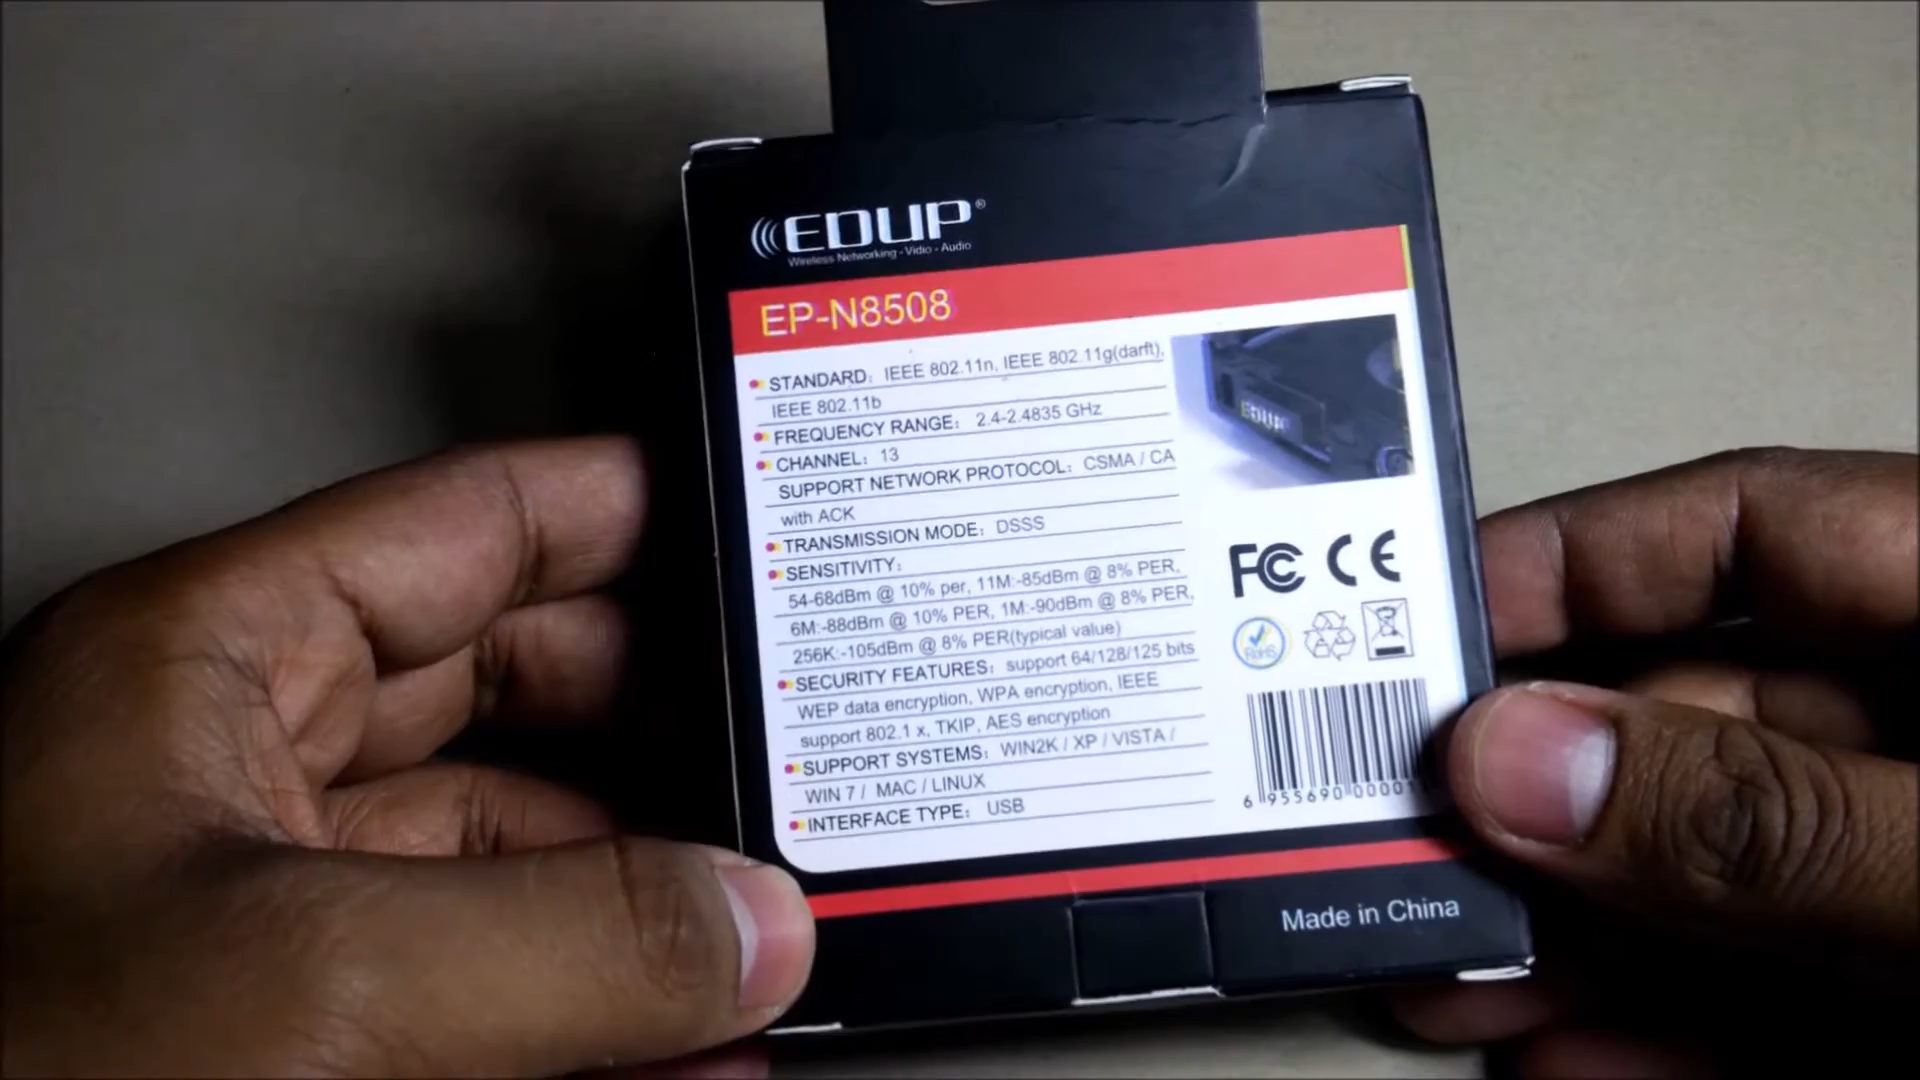 EDUP®
Wireless Networking - Vidio - Audio
EP-N8508
STANDARD: IEEE 802.11n, IEEE 802.11g(darft),
IEEE 802.11b
FREQUENCY RANGE: 2.4-2.4835 GHz
CHANNEL: 13
SUPPORT NETWORK PROTOCOL: CSMA / CA
with ACK
TRANSMISSION MODE: DSSS
SENSITIVITY:
54-68dBm @ 10% per, 11M:-85dBm @ 8% PER,
6M:-88dBm @ 10% PER, 1M:-90dBm @ 8% PER,
256K:-105dBm @ 8% PER(typical value)
SECURITY FEATURES: support 64/128/125 bits
WEP data encryption, WPA encryption, IEEE
support 802.1 x, TKIP, AES encryption
SUPPORT SYSTEMS: WIN2K / XP / VISTA /
WIN 7 / MAC / LINUX
INTERFACE TYPE: USB
EDUP
FC CE
RoHS
6 955690 00001
Made in China